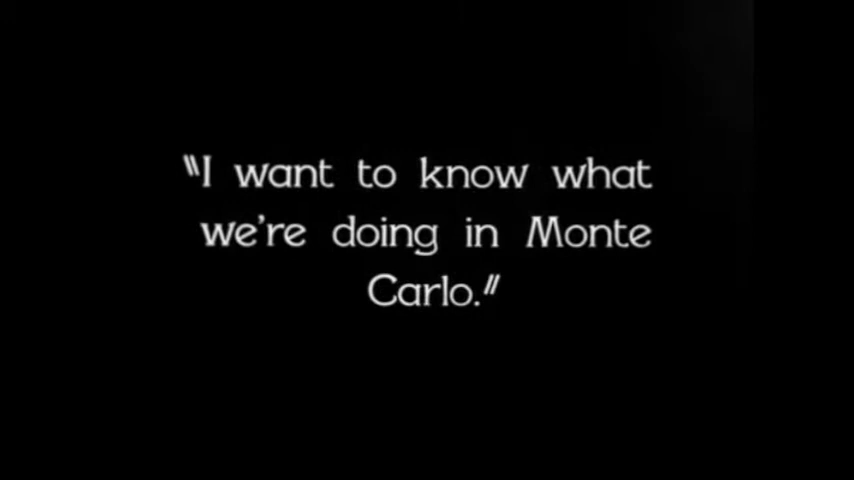 "I want to know what
we're doing in Monte
Carlo."